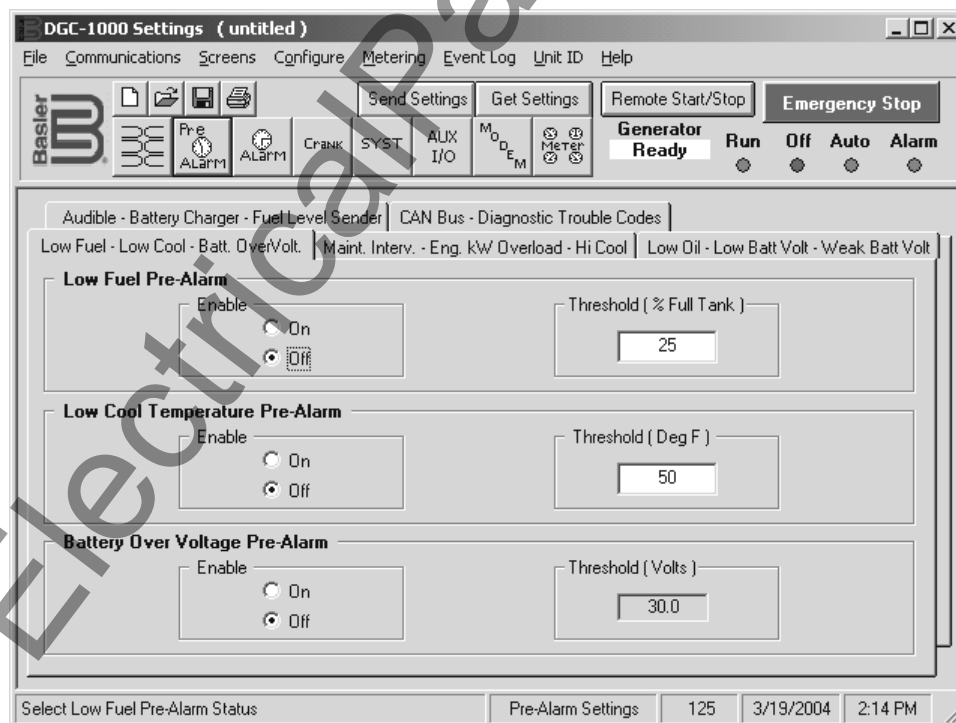 DGC-1000 Settings ( untitled )
File Communications Screens Configure Metering Event Log Unit ID Help
Basler
Send Settings Get Settings Remote Start/Stop Emergency Stop
Pre ALARM ALARM CRANK SYST AUX I/O MODEM METER
Generator Ready Run Off Auto Alarm
Audible - Battery Charger - Fuel Level Sender CAN Bus - Diagnostic Trouble Codes
Low Fuel - Low Cool - Batt. OverVolt. Maint. Interv. - Eng. kW Overload - Hi Cool Low Oil - Low Batt Volt - Weak Batt Volt
Low Fuel Pre-Alarm
Enable Threshold ( % Full Tank )
On
Off
25
Low Cool Temperature Pre-Alarm
Enable Threshold ( Deg F )
On
Off
50
Battery Over Voltage Pre-Alarm
Enable Threshold ( Volts )
On
Off
30.0
Select Low Fuel Pre-Alarm Status Pre-Alarm Settings 125 3/19/2004 2:14 PM
ElectricalPa